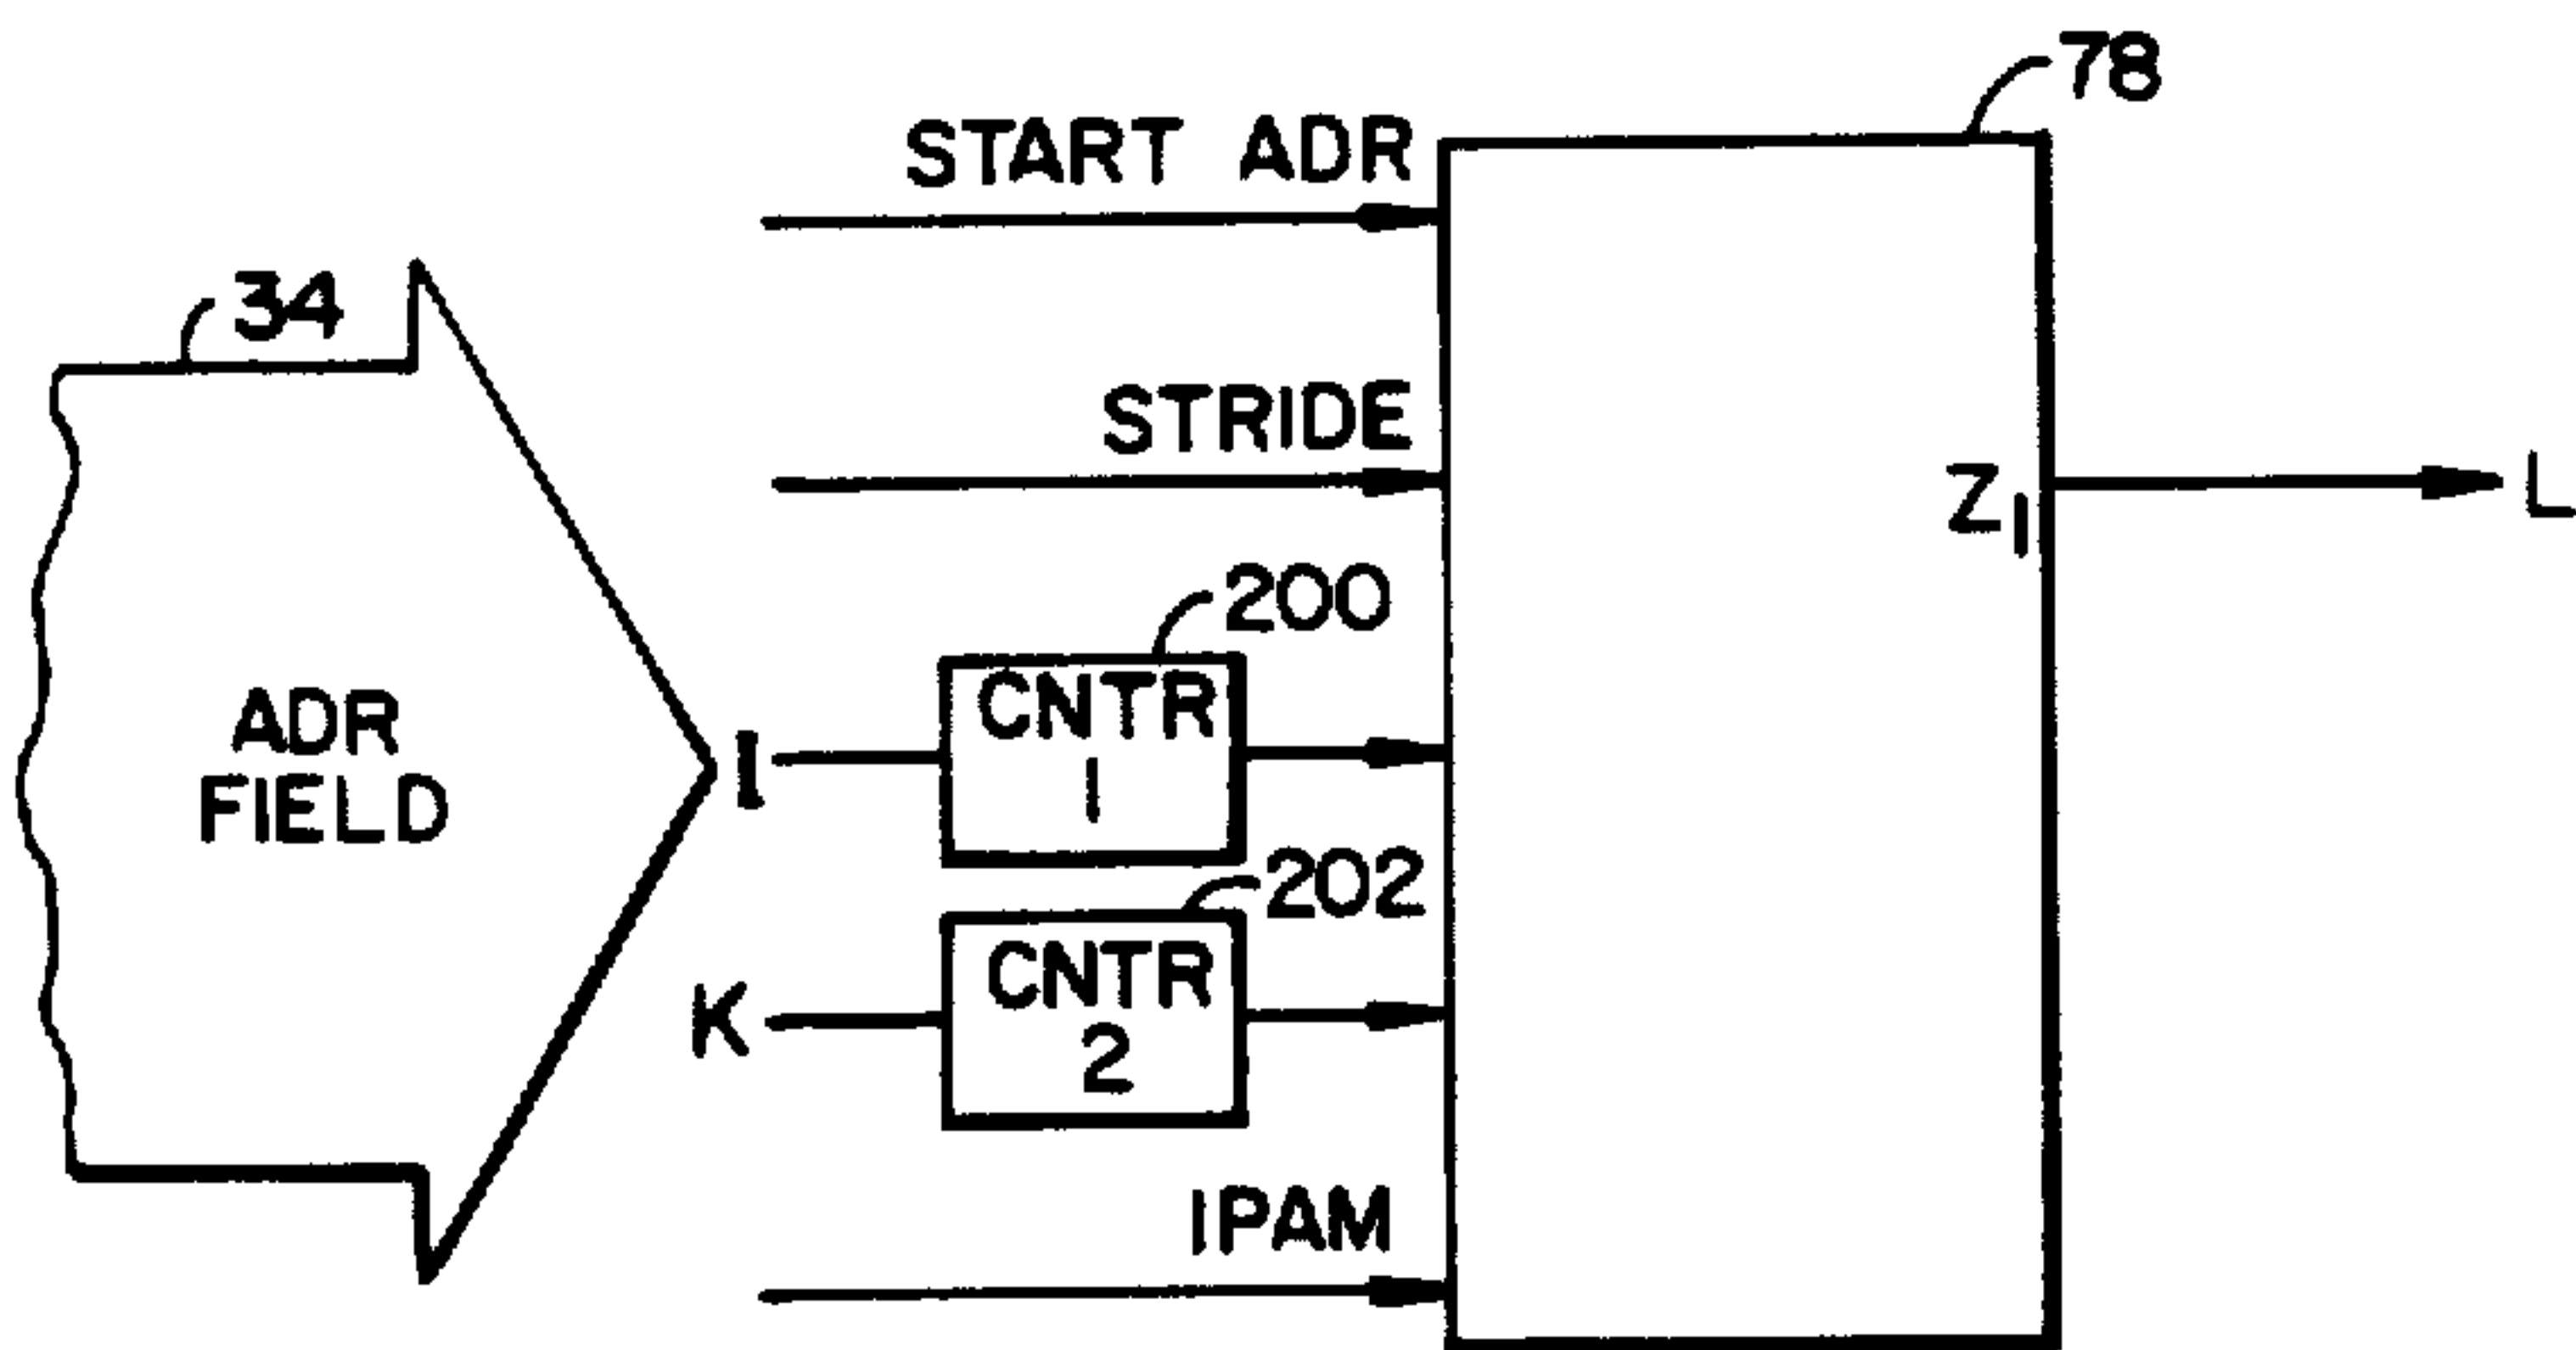 78
START ADR
34
STRIDE
Z1
L
200
ADR
FIELD
I
CNTR
1
202
K
CNTR
2
IPAM